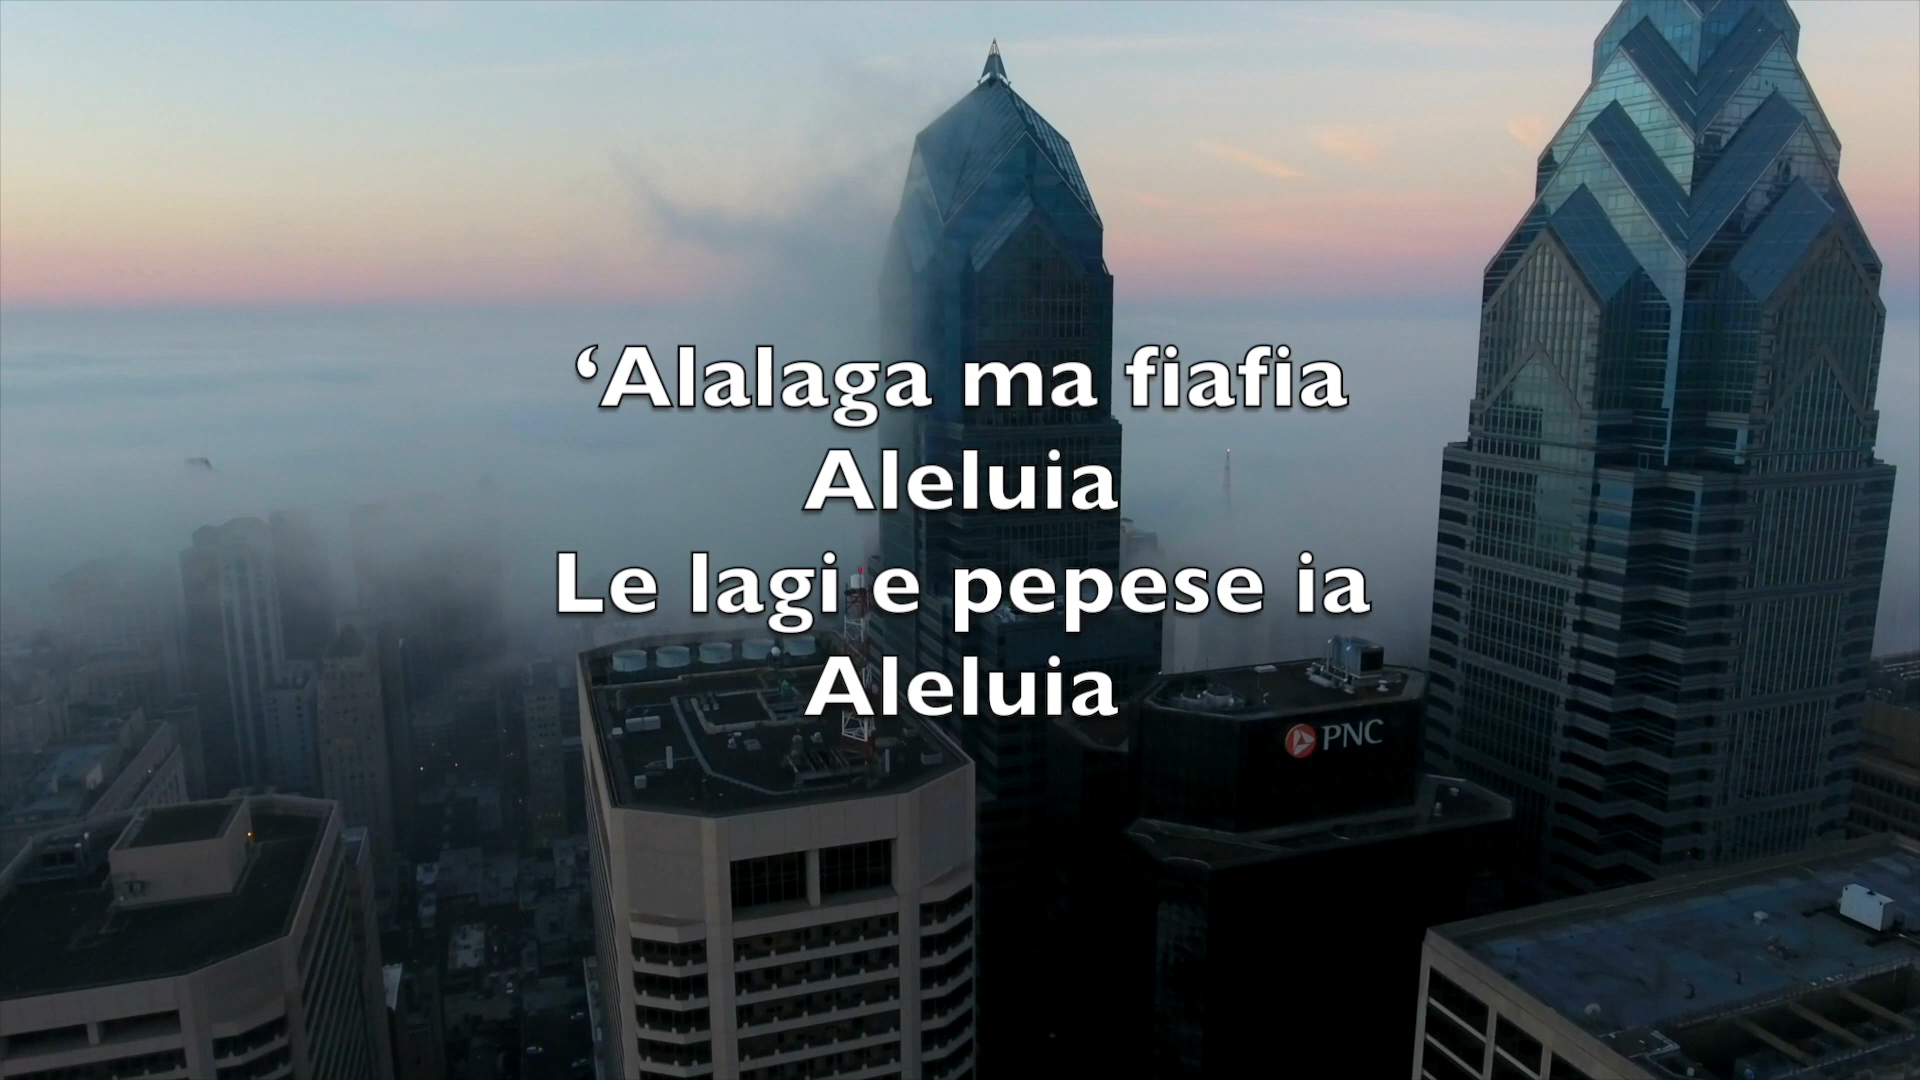 ‘Alalaga ma fiafia
Aleluia
Le lagi e pepese ia
Aleluia
PNC